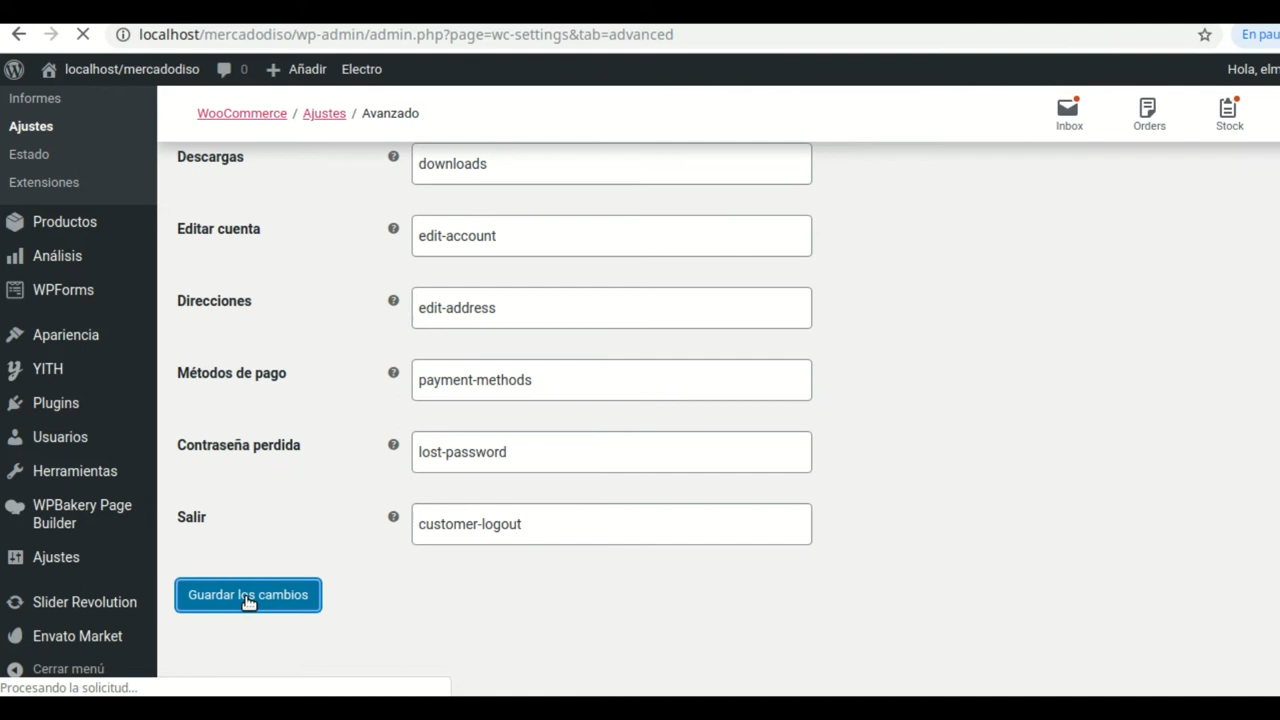 localhost/mercadodiso/wp-admin/admin.php?page=wc-settings&tab=advanced
En pau
localhost/mercadodiso
0
Añadir
Electro
Hola, elm
Informes
Ajustes
Estado
Extensiones
Productos
Análisis
WPForms
Apariencia
YITH
Plugins
Usuarios
Herramientas
WPBakery Page
Builder
Ajustes
Slider Revolution
Envato Market
Cerrar menú
WooCommerce / Ajustes / Avanzado
Inbox
Orders
Stock
Descargas
downloads
Editar cuenta
edit-account
Direcciones
edit-address
Métodos de pago
payment-methods
Contraseña perdida
lost-password
Salir
customer-logout
Guardar los cambios
Procesando la solicitud...